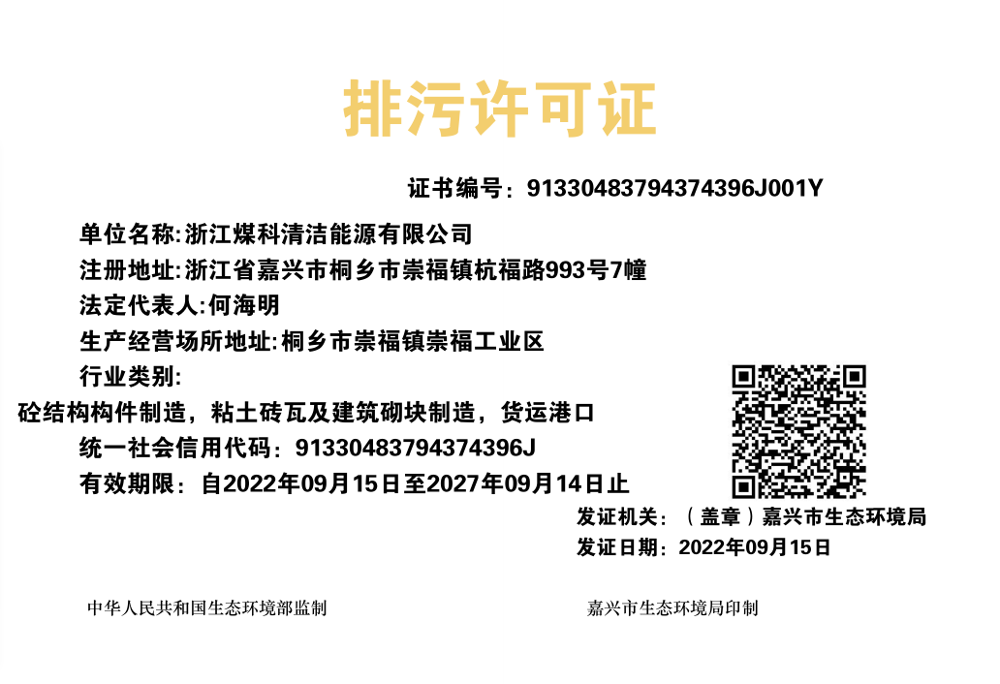 排污许可证
证书编号：91330483794374396J001Y
单位名称:浙江煤科清洁能源有限公司
注册地址:浙江省嘉兴市桐乡市崇福镇杭福路993号7幢
法定代表人:何海明
生产经营场所地址:桐乡市崇福镇崇福工业区
行业类别:
砼结构构件制造，粘土砖瓦及建筑砌块制造，货运港口
统一社会信用代码：91330483794374396J
有效期限：自2022年09月15日至2027年09月14日止
发证机关：（盖章）嘉兴市生态环境局
发证日期：2022年09月15日
中华人民共和国生态环境部监制
嘉兴市生态环境局印制